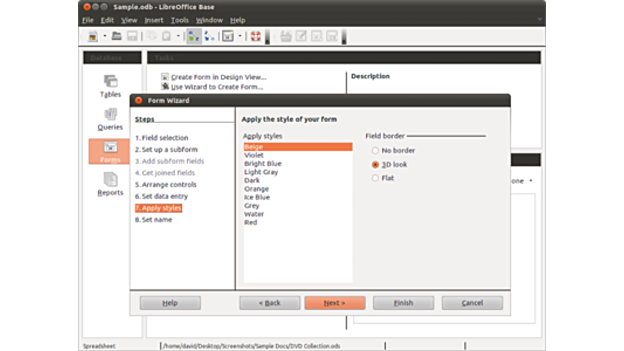 Sample.odb - LibreOffice Base
File Edit View Insert Tools Window Help
Database
Tasks
Tables
Queries
Forms
Reports
Create Form in Design View...
Use Wizard to Create Form...
Description
Form Wizard
Steps
1. Field selection
2. Set up a subform
3. Add subform fields
4. Get joined fields
5. Arrange controls
6. Set data entry
7. Apply styles
8. Set name
Apply the style of your form
Apply styles
Beige
Violet
Bright Blue
Light Gray
Dark
Orange
Ice Blue
Grey
Water
Red
Field border
No border
3D look
Flat
one
Help
< Back
Next >
Finish
Cancel
Spreadsheet
/home/david/Desktop/Screenshots/Sample Docs/DVD Collection.ods